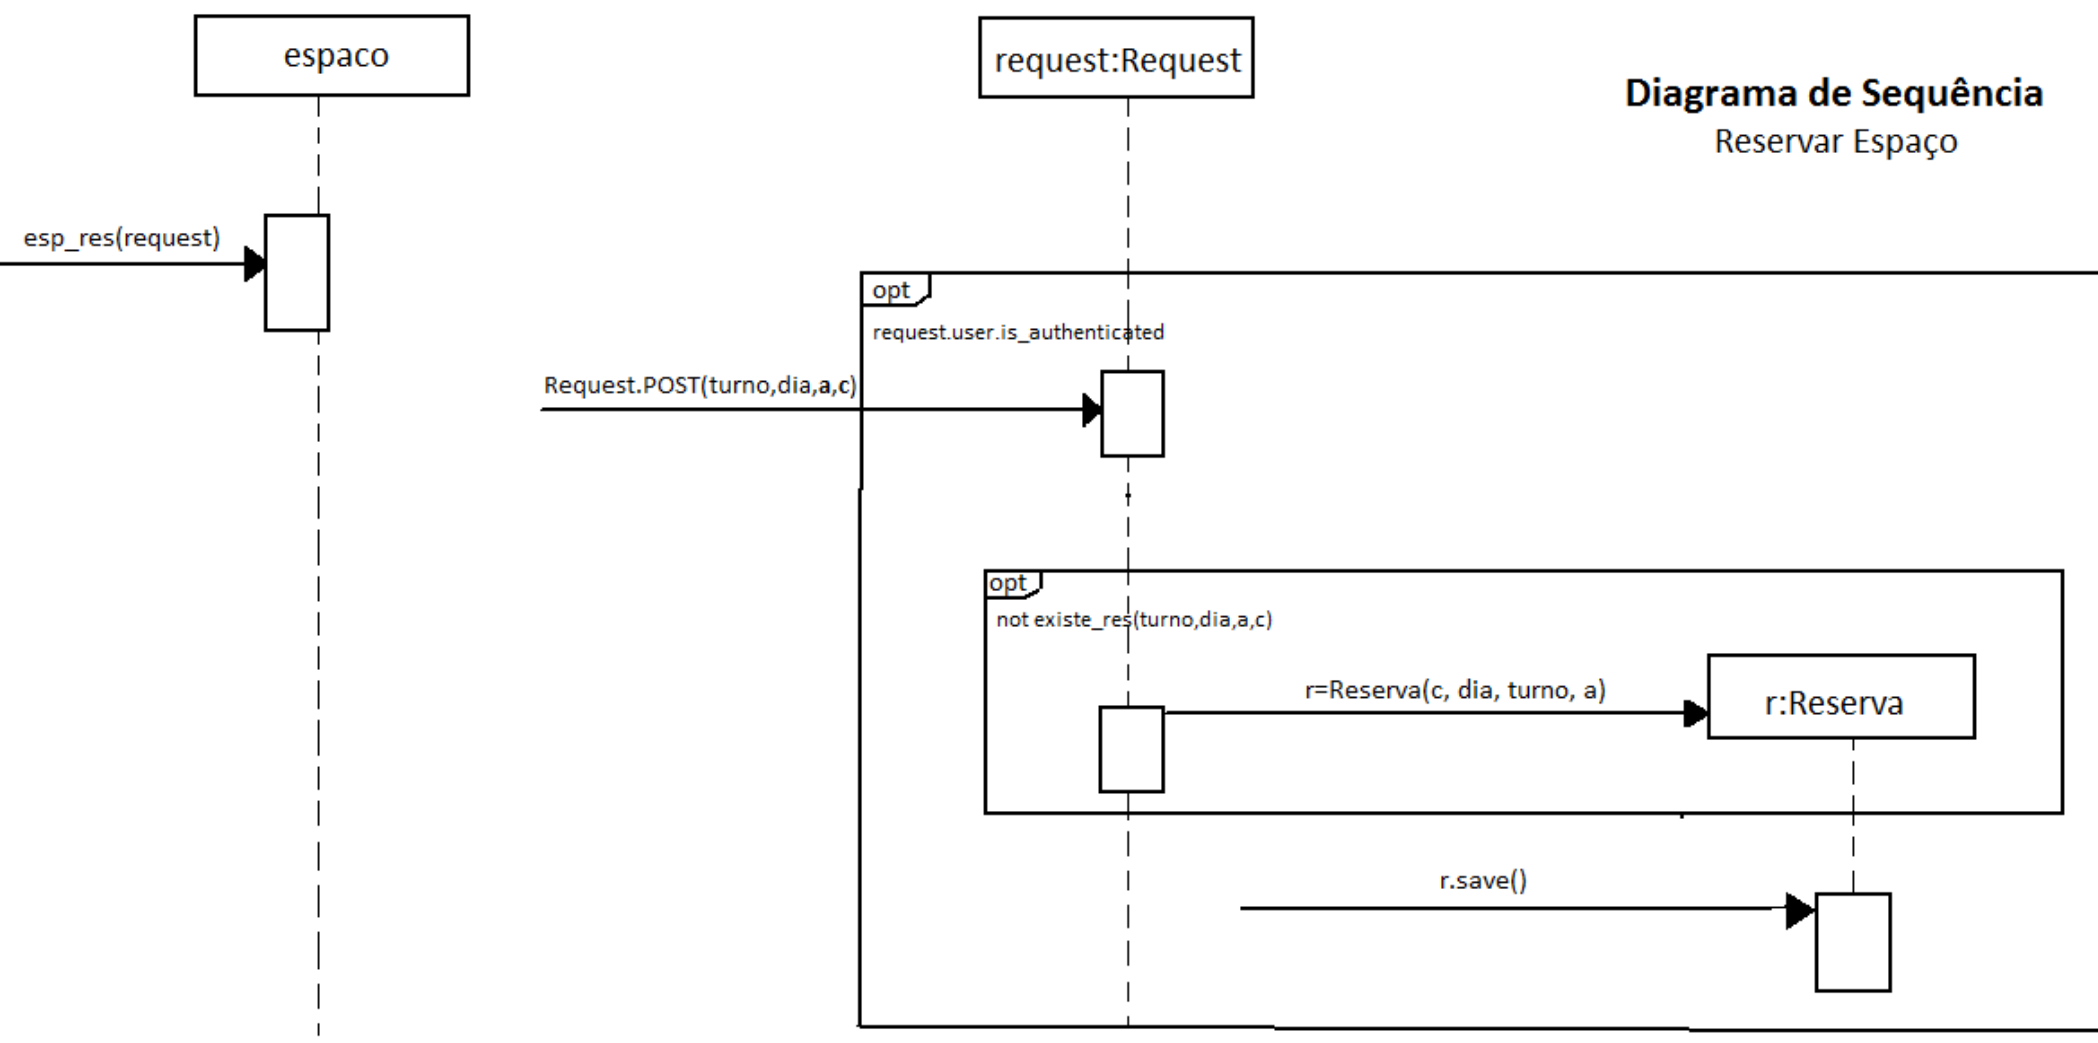 espaco
request:Request
Diagrama de Sequência
Reservar Espaço
esp_res(request)
opt
request.user.is_authenticated
Request.POST(turno,dia,a,c)
opt
not existe_res(turno,dia,a,c)
r=Reserva(c, dia, turno, a)
r:Reserva
r.save()